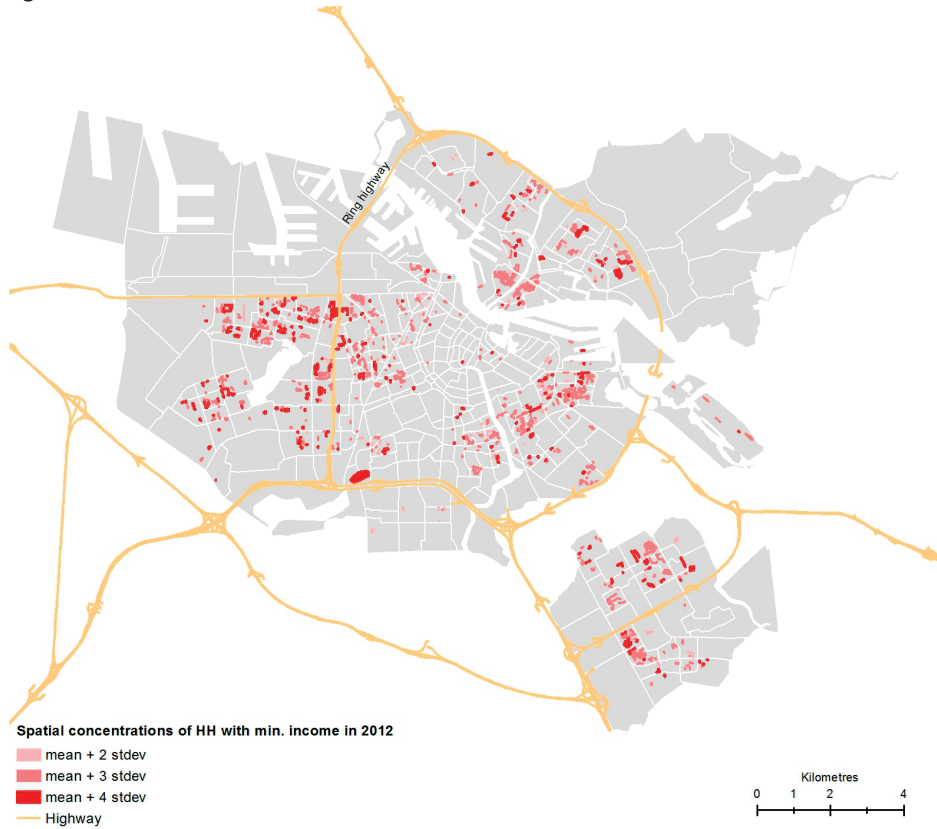 Ring highway
Spatial concentrations of HH with min. income in 2012
mean + 2 stdev
mean + 3 stdev
mean + 4 stdev
Highway
Kilometres
0 1 2 4